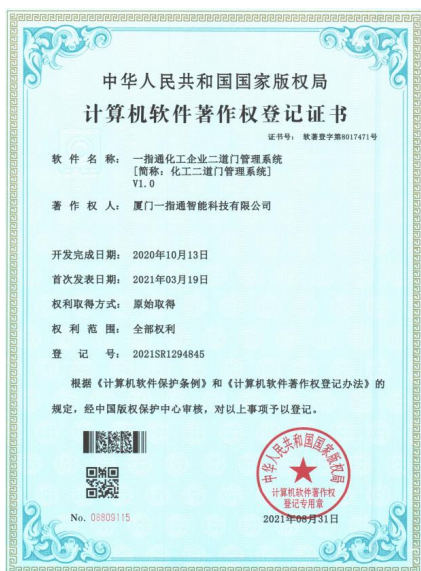 中华人民共和国国家版权局
计算机软件著作权登记证书
证书号： 软著登字第8017471号
软件名称： 一指通化工企业二道门管理系统
[简称：化工二道门管理系统]
V1.0
著作权人： 厦门一指通智能科技有限公司
开发完成日期： 2020年10月13日
首次发表日期： 2021年03月19日
权利取得方式： 原始取得
权利范围： 全部权利
登记号： 2021SR1294845
根据《计算机软件保护条例》和《计算机软件著作权登记办法》的
规定，经中国版权保护中心审核，对以上事项予以登记。
中华人民共和国国家版权局
计算机软件著作权
登记专用章
No. 08809115
2021年08月31日